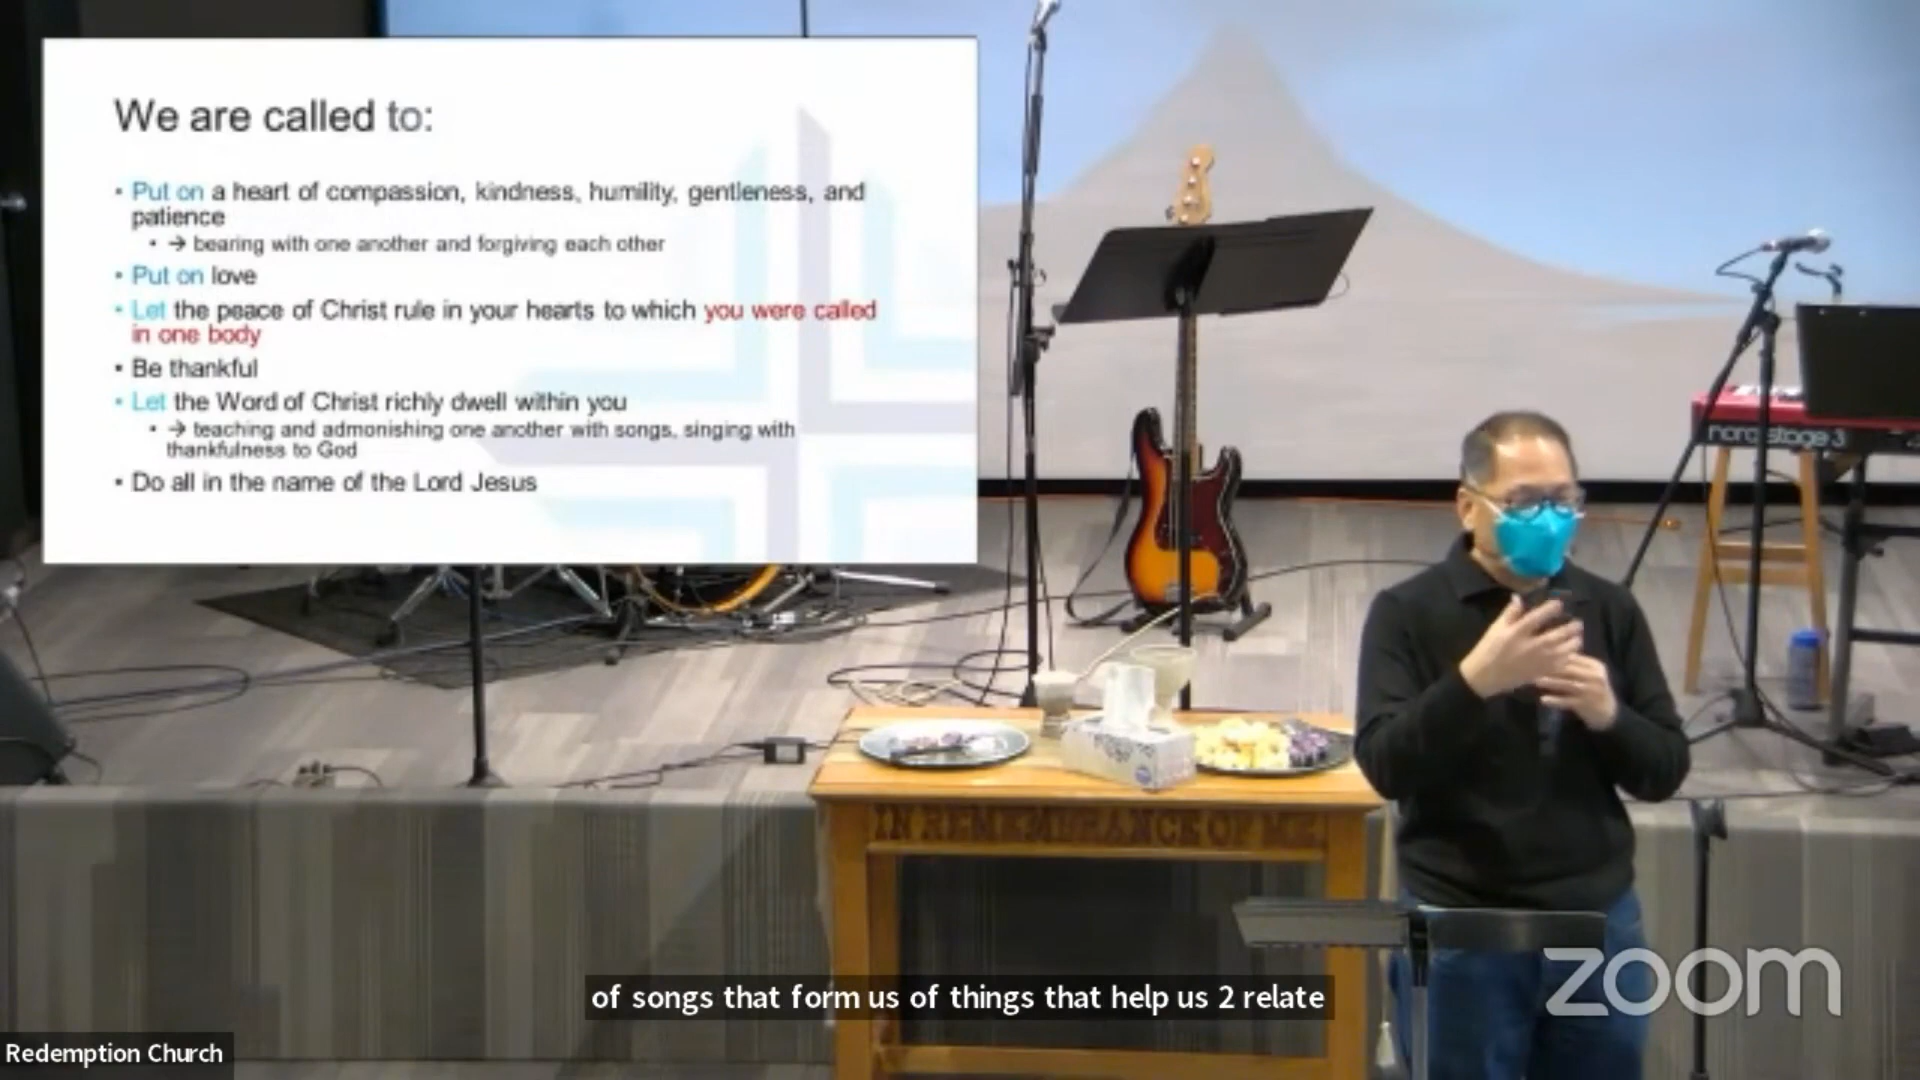 We are called to:
• Put on a heart of compassion, kindness, humility, gentleness, and
patience
• → bearing with one another and forgiving each other
• Put on love
• Let the peace of Christ rule in your hearts to which you were called
in one body
• Be thankful
• Let the Word of Christ richly dwell within you
• → teaching and admonishing one another with songs, singing with
thankfulness to God
• Do all in the name of the Lord Jesus
nord stage 3
IN REMEMBRANCE OF ME
of songs that form us of things that help us 2 relate
zoom
Redemption Church